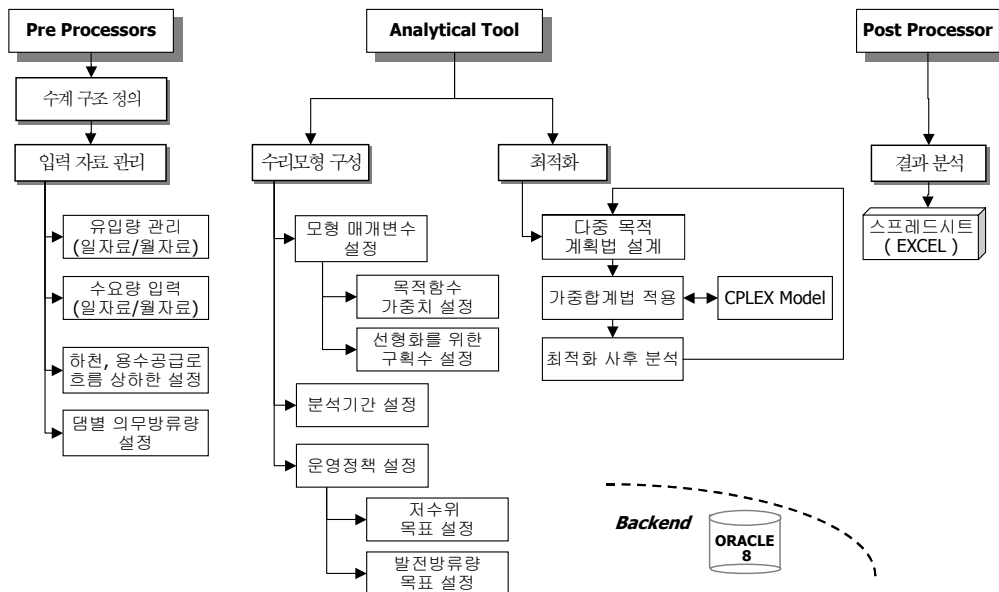 Pre Processors
수계 구조 정의
입력 자료 관리
유입량 관리
(일자료/월자료)
수요량 입력
(일자료/월자료)
하천, 용수공급로
흐름 상하한 설정
댐별 의무방류량
설정
Analytical Tool
수리모형 구성
모형 매개변수
설정
목적함수
가중치 설정
선형화를 위한
구획수 설정
분석기간 설정
운영정책 설정
저수위
목표 설정
발전방류량
목표 설정
최적화
다중 목적
계획법 설계
가중합계법 적용
CPLEX Model
최적화 사후 분석
Post Processor
결과 분석
스프레드시트
( EXCEL )
Backend
ORACLE
8